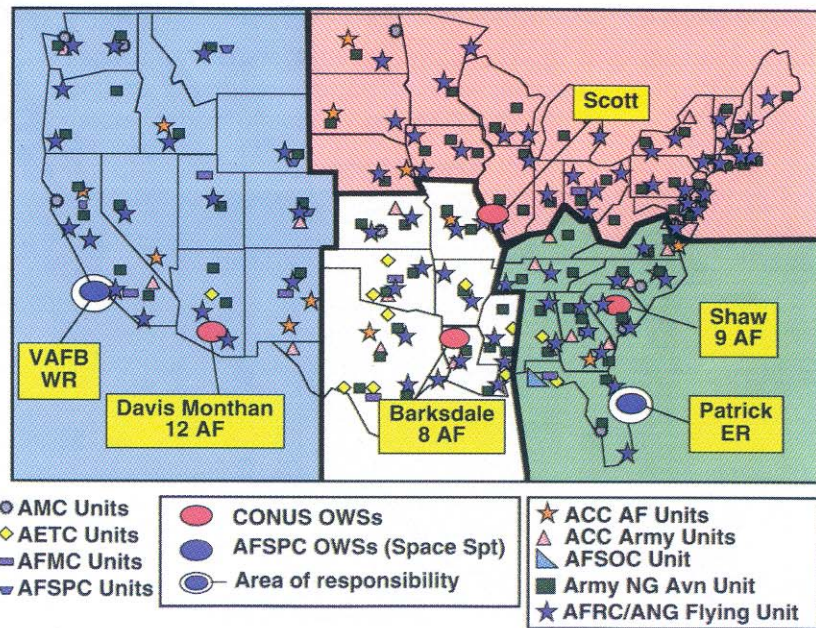 Scott
VAFB
WR
Davis Monthan
12 AF
Barksdale
8 AF
Shaw
9 AF
Patrick
ER
AMC Units
AETC Units
AFMC Units
AFSPC Units
CONUS OWSs
AFSPC OWSs (Space Spt)
Area of responsibility
ACC AF Units
ACC Army Units
AFSOC Unit
Army NG Avn Unit
AFRC/ANG Flying Unit